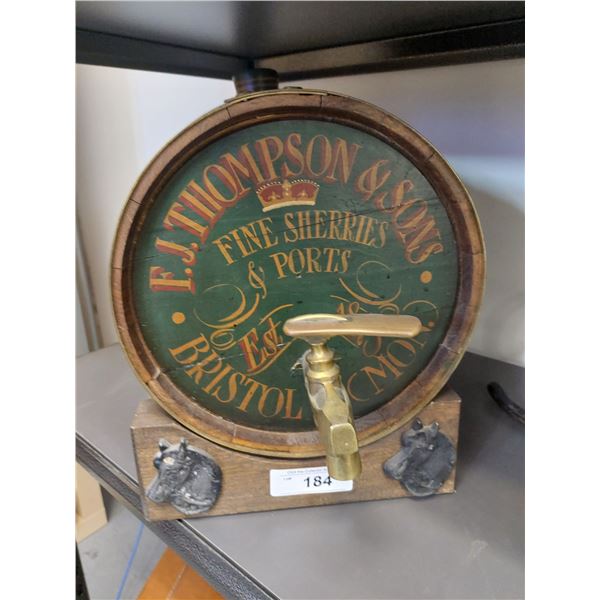 F.J. THOMPSON & SONS
FINE SHERRIES
& PORTS
Est
BRISTOL
184